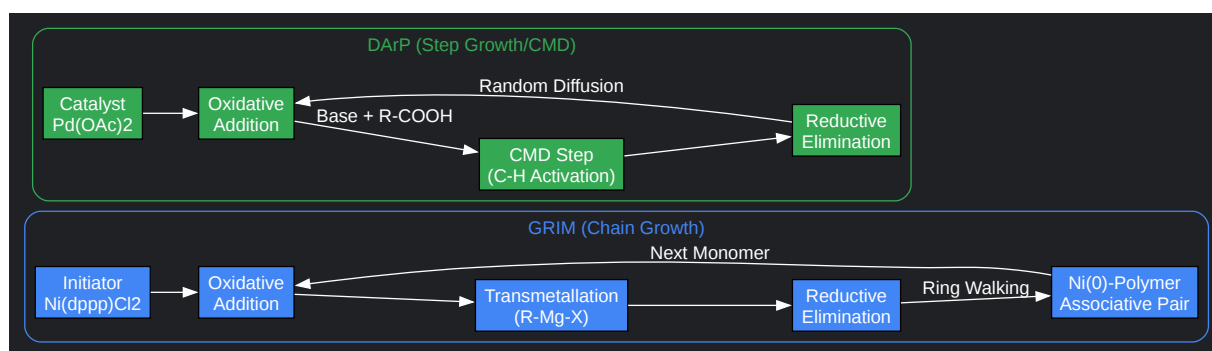 DArP (Step Growth/CMD)
Random Diffusion
Catalyst
Pd(OAc)2
Oxidative
Addition
Base + R-COOH
CMD Step
(C-H Activation)
Reductive
Elimination
GRIM (Chain Growth)
Next Monomer
Initiator
Ni(dppp)Cl2
Oxidative
Addition
Transmetallation
(R-Mg-X)
Reductive
Elimination
Ring Walking
Ni(0)-Polymer
Associative Pair